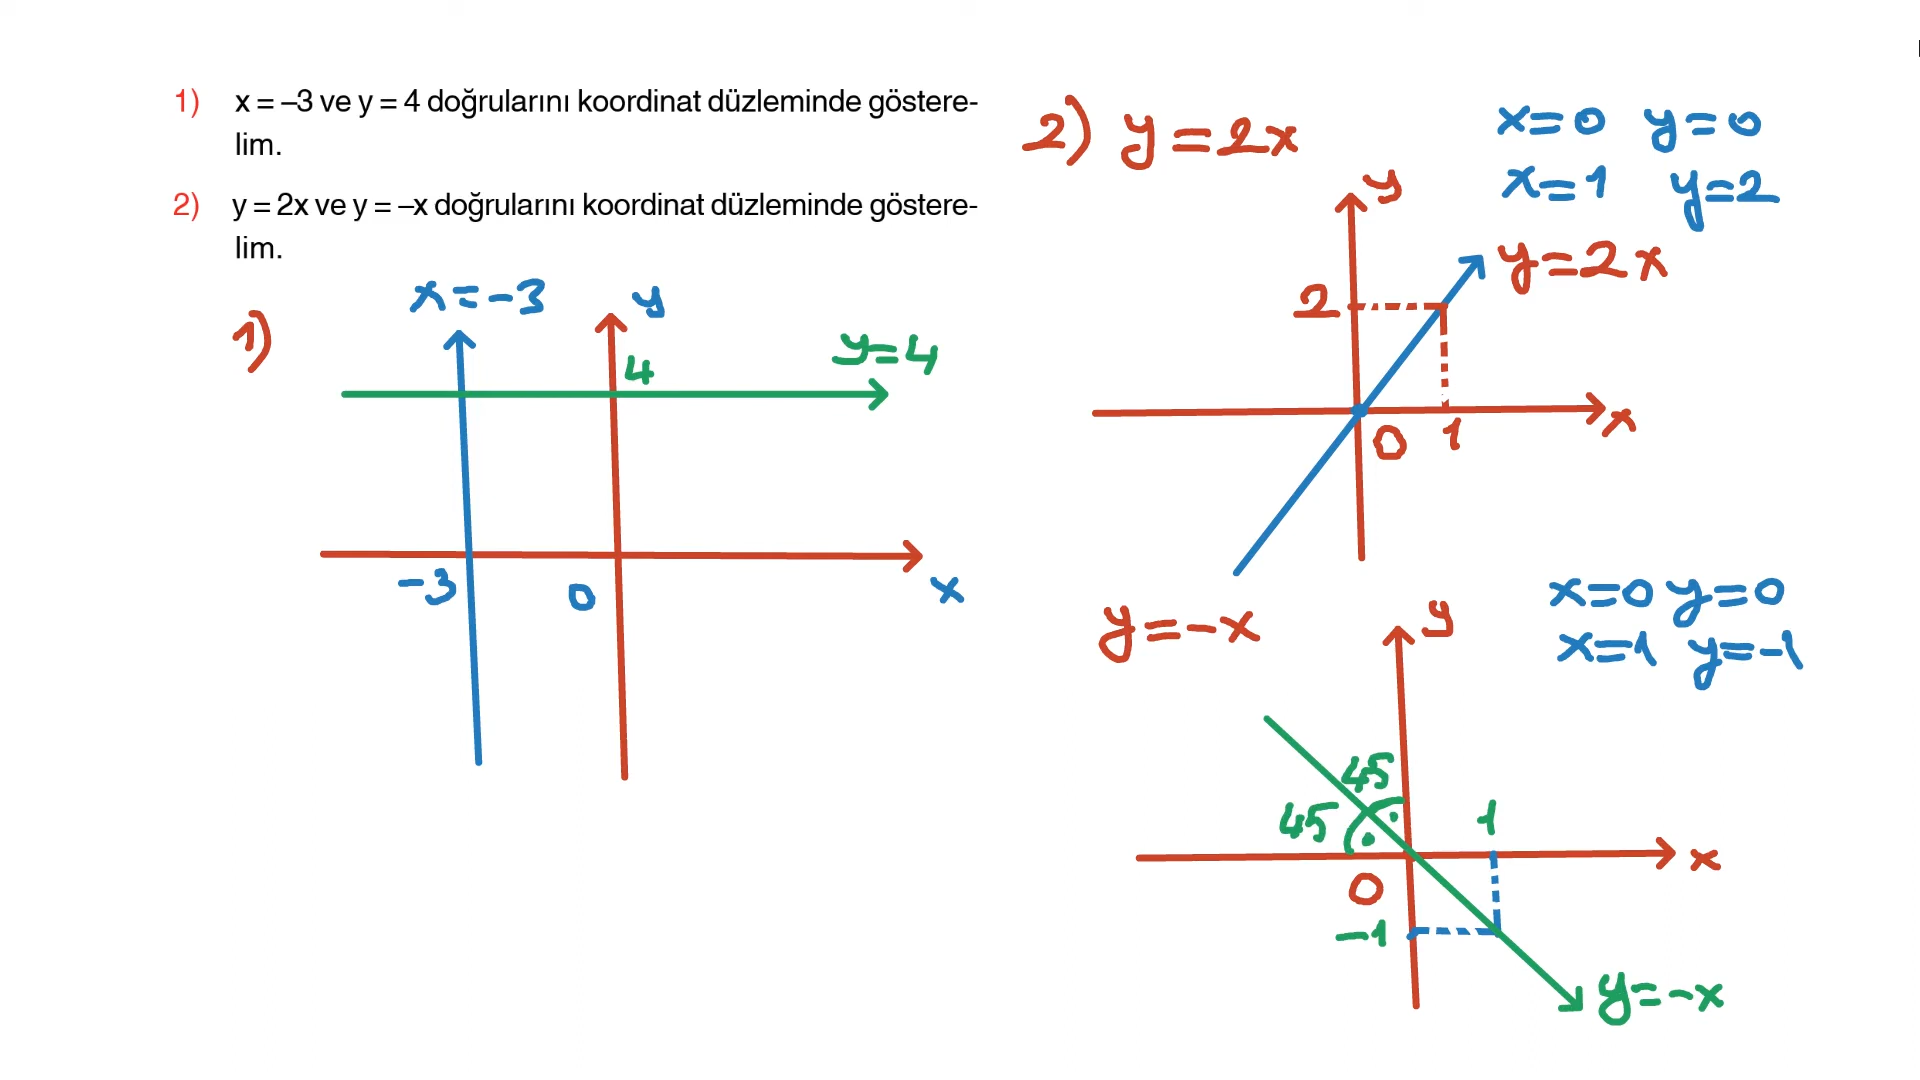 1) x = –3 ve y = 4 doğrularını koordinat düzleminde göstere-
lim.
2) y = 2x ve y = –x doğrularını koordinat düzleminde göstere-
lim.
1)
x=-3
y
4
y=4
-3
0
x
2) y=2x
x=0 y=0
x=1 y=2
y
y=2x
2
0
1
x
y=-x
x=0 y=0
x=1 y=-1
y
45
45
1
x
0
-1
y=-x